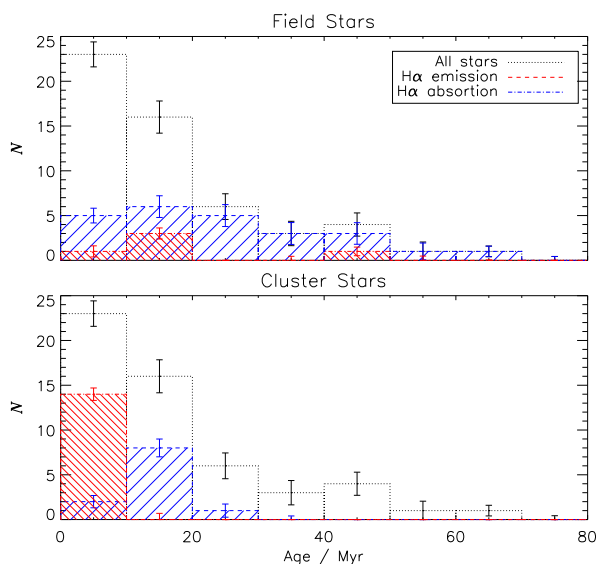 Field Stars
25
20
15
10
5
0
N
All stars
Hα emission
Hα absortion
Cluster Stars
25
20
15
10
5
0
N
0 20 40 60 80
Age / Myr